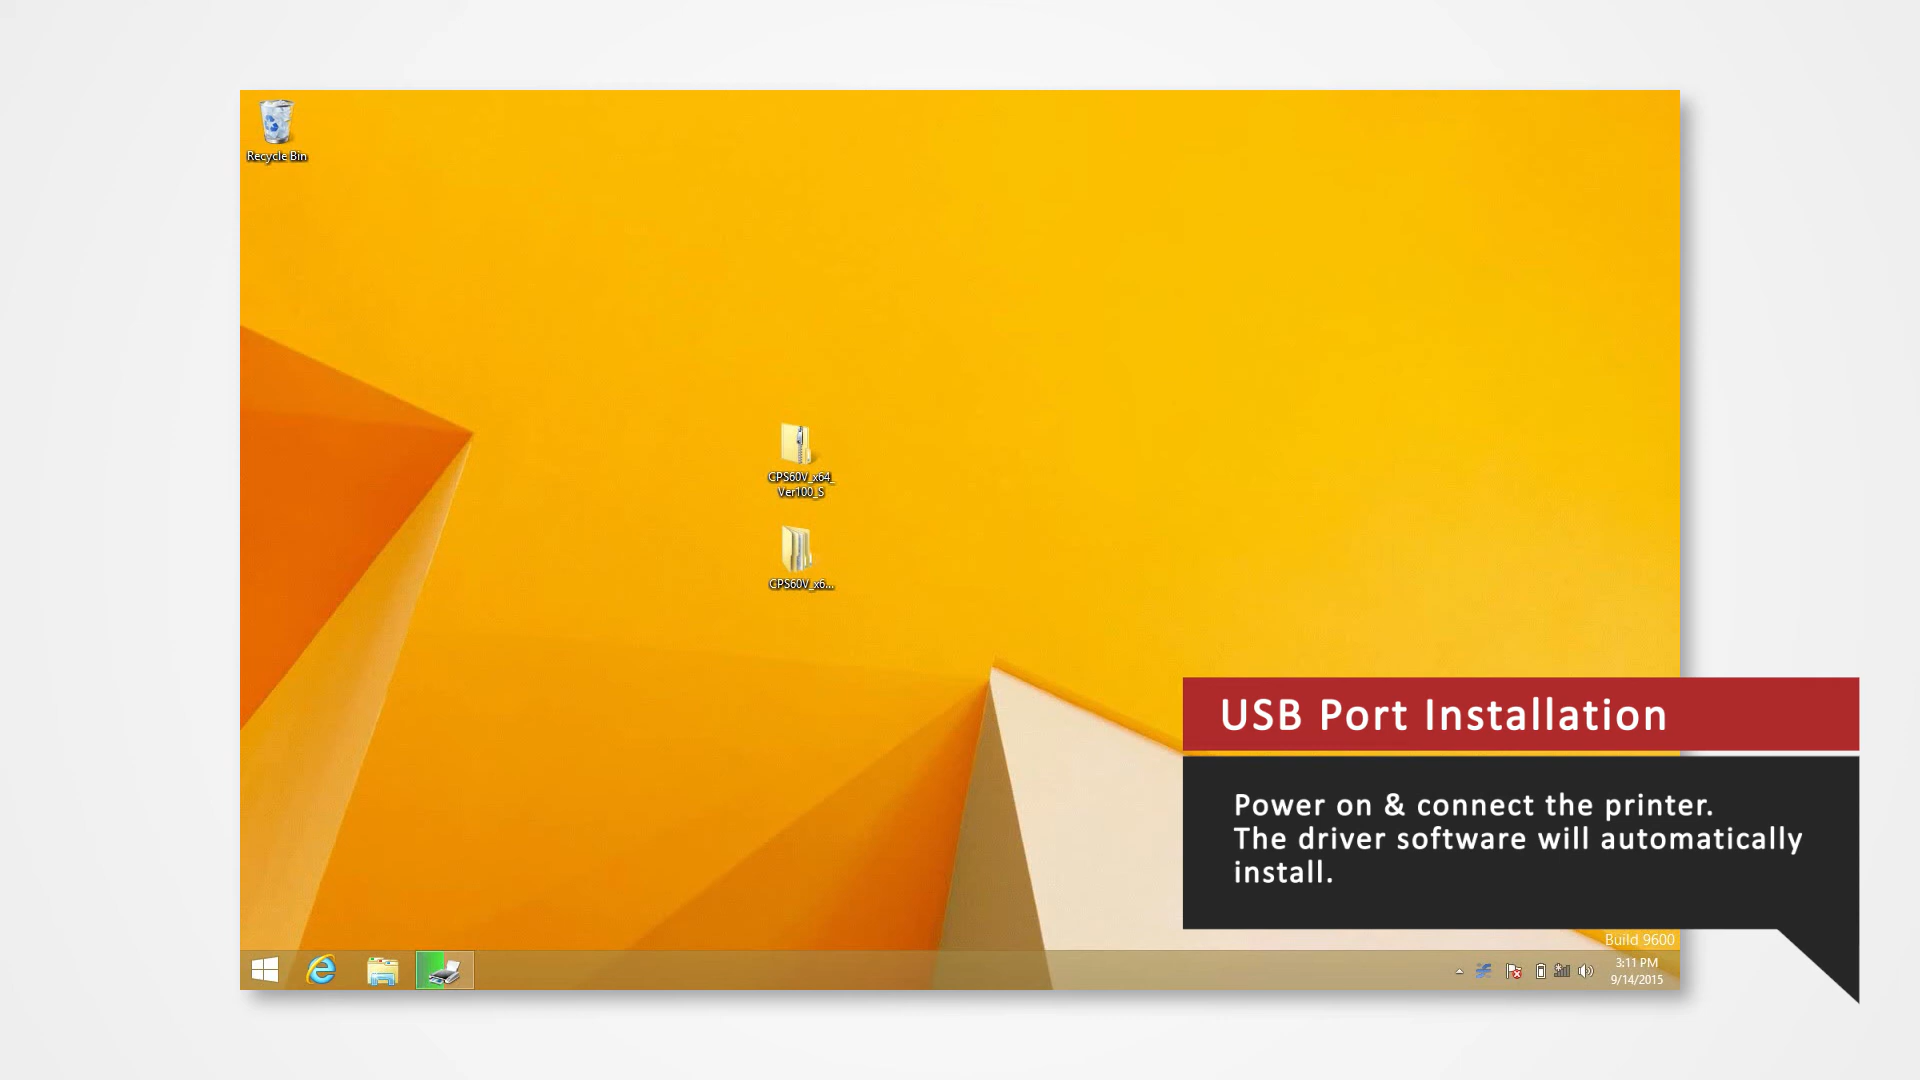 Recycle Bin
CPS60V_x64_
Ver100_S
CPS60V_x6...
USB Port Installation
Power on & connect the printer.
The driver software will automatically
install.
Build 9600
3:11 PM
9/14/2015